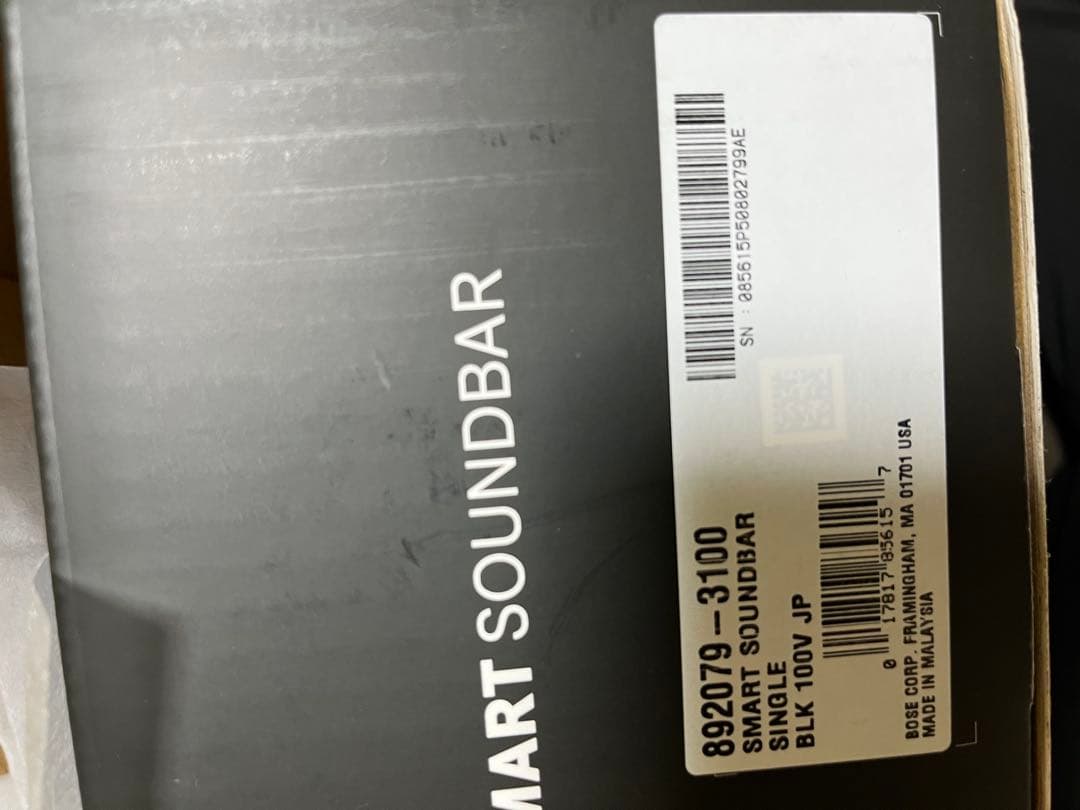 MART SOUNDBAR
892079-3100
SMART SOUNDBAR
SINGLE
BLK 100V JP
0 17817 85615 7
BOSE CORP. FRAMINGHAM, MA 01701 USA
MADE IN MALAYSIA
SN : 085615P50802799AE